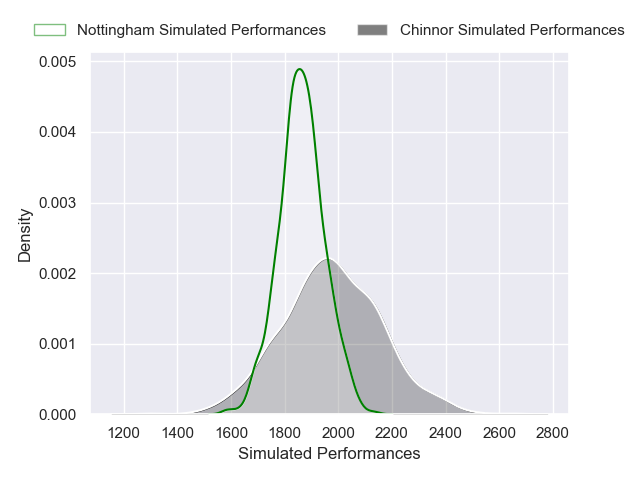 Nottingham Simulated Performances Chinnor Simulated Performances
0.005
0.004
0.003
0.002
0.001
0.000
Density
1200 1400 1600 1800 2000 2200 2400 2600 2800
Simulated Performances